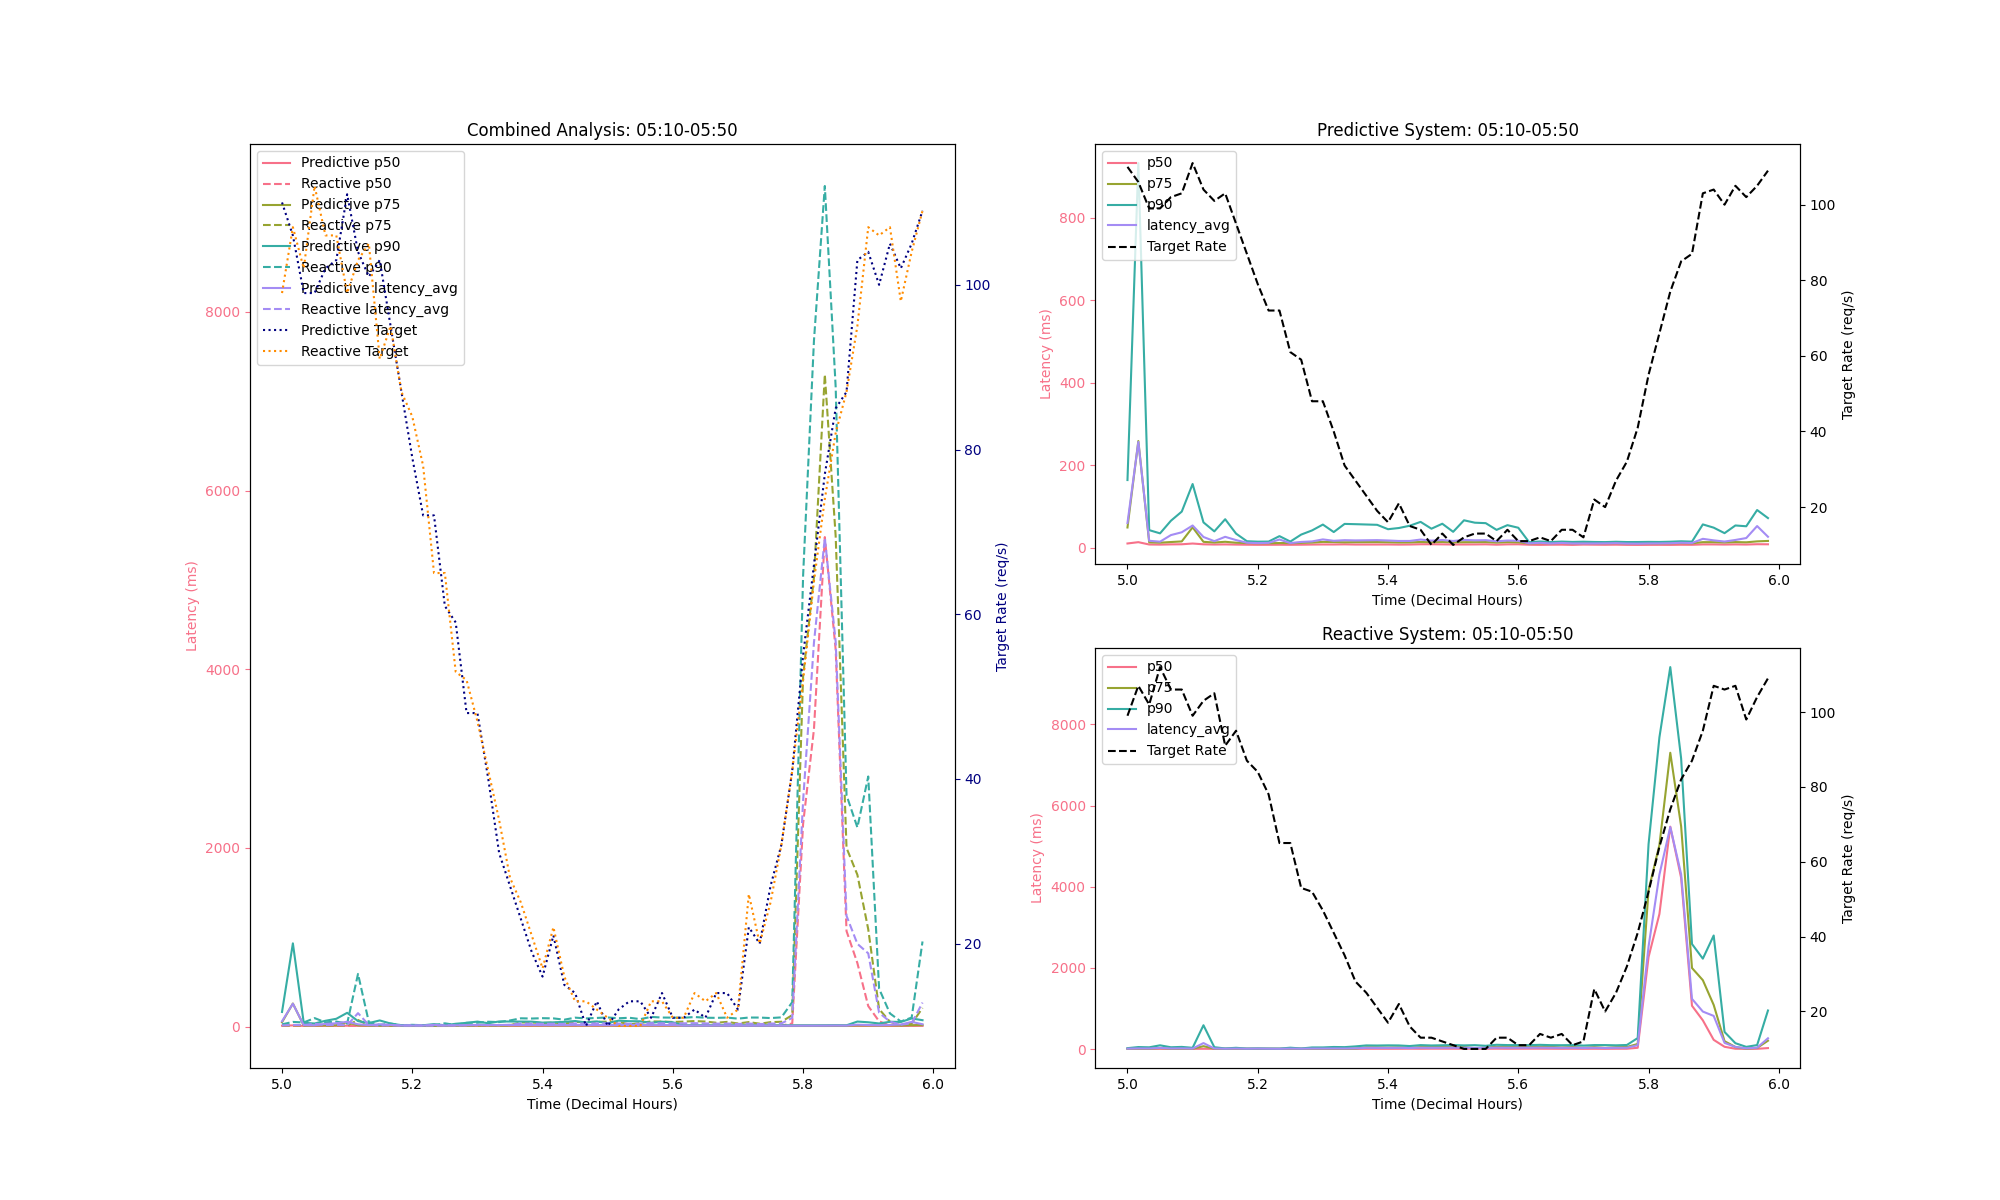 Combined Analysis: 05:10-05:50
Predictive p50
Reactive p50
Predictive p75
Reactive p75
Predictive p90
Reactive p90
Predictive latency_avg
Reactive latency_avg
Predictive Target
Reactive Target
Latency (ms)
8000
6000
4000
2000
0
100
80
60
40
20
Target Rate (req/s)
5.0 5.2 5.4 5.6 5.8 6.0
Time (Decimal Hours)
Predictive System: 05:10-05:50
p50
p75
p90
latency_avg
Target Rate
Latency (ms)
800
600
400
200
0
100
80
60
40
20
Target Rate (req/s)
5.0 5.2 5.4 5.6 5.8 6.0
Time (Decimal Hours)
Reactive System: 05:10-05:50
p50
p75
p90
latency_avg
Target Rate
Latency (ms)
8000
6000
4000
2000
0
100
80
60
40
20
Target Rate (req/s)
5.0 5.2 5.4 5.6 5.8 6.0
Time (Decimal Hours)